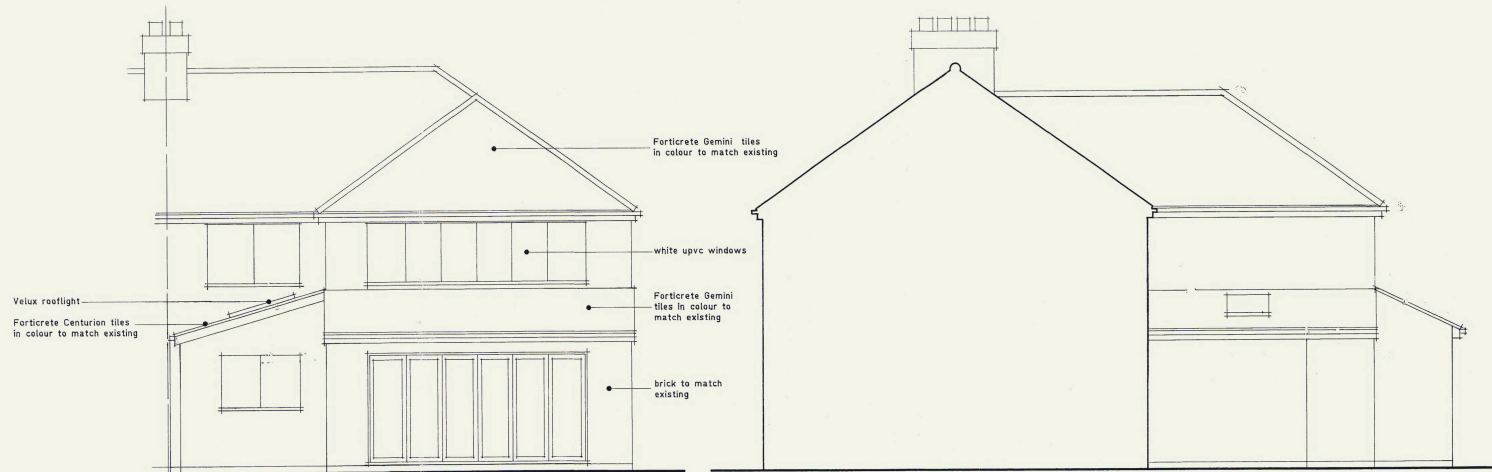 Forticrete Gemini tiles
in colour to match existing
white upvc windows
Velux rooflight
Forticrete Centurion tiles
in colour to match existing
Forticrete Gemini
tiles in colour to
match existing
brick to match
existing